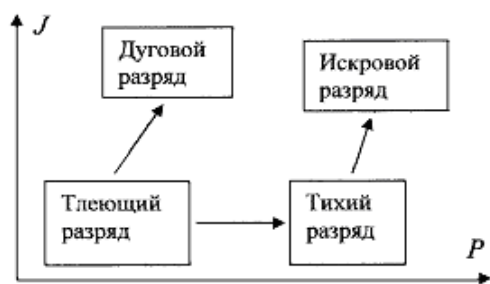 J
Дуговой
разряд
Искровой
разряд
Тлеющий
разряд
Тихий
разряд
P